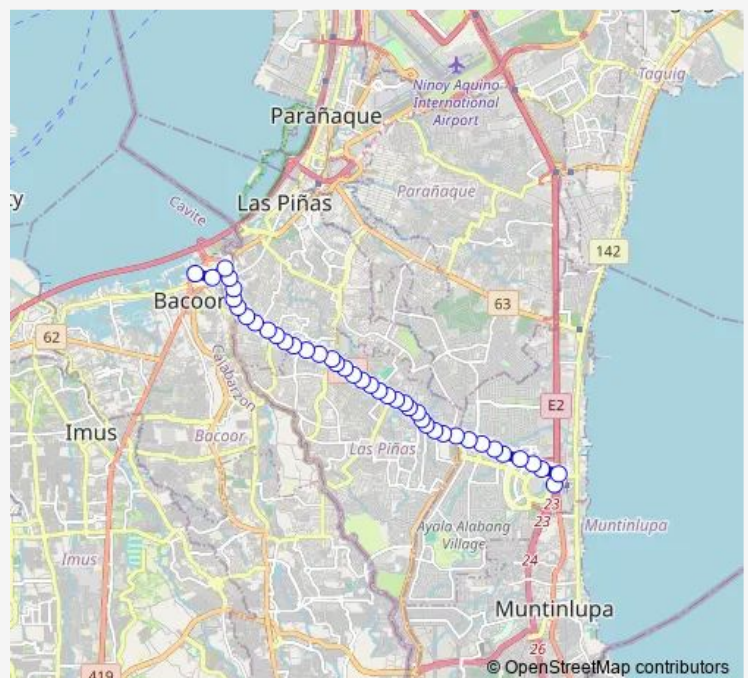 Taguig
Ninoy Aquino
International
Airport
Parañaque
Parañaque
Las Piñas
Cavite
142
Bacoor
63
62
Calabarzon
E2
Imus
Bacoor
Las Piñas
23
23
Ayala Alabang
Village
Muntinlupa
24
Imus
Muntinlupa
26
419
© OpenStreetMap contributors